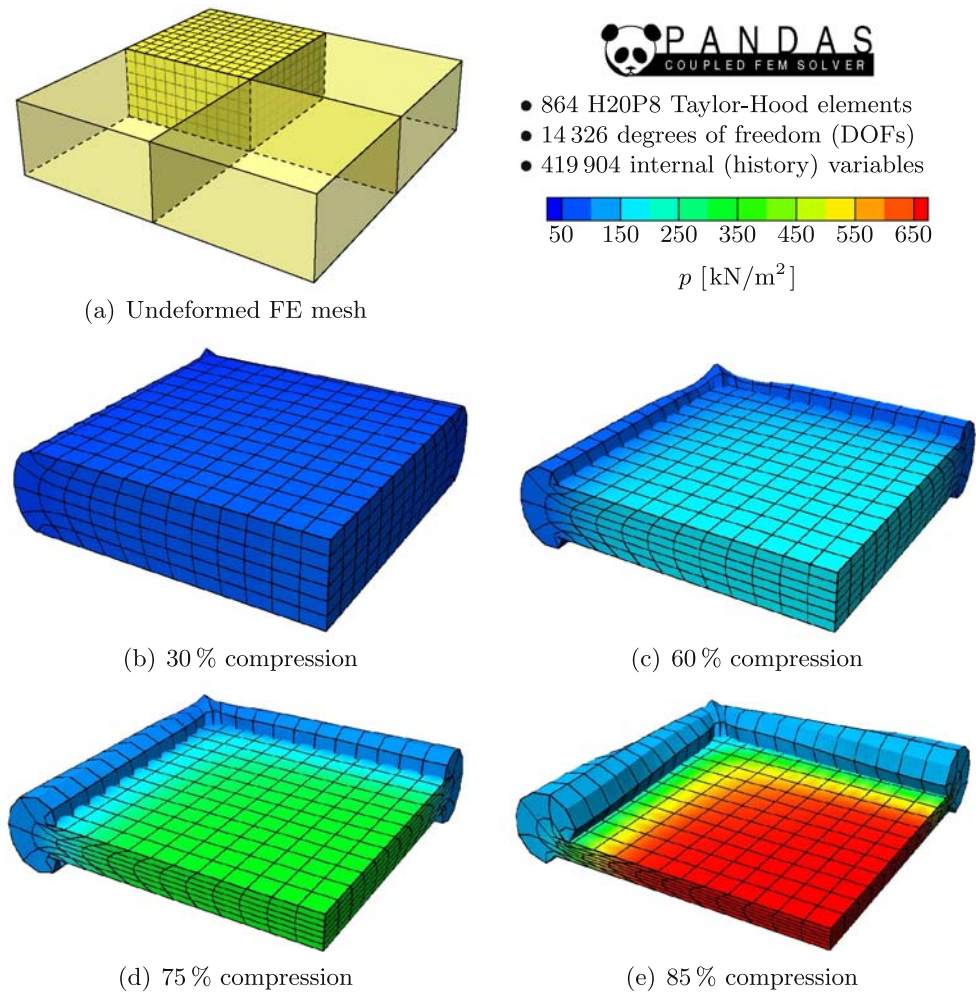 PANDAS
COUPLED FEM SOLVER
• 864 H20P8 Taylor-Hood elements
• 14 326 degrees of freedom (DOFs)
• 419 904 internal (history) variables
50 150 250 350 450 550 650
p [kN/m²]
(a) Undeformed FE mesh
(b) 30 % compression
(c) 60 % compression
(d) 75 % compression
(e) 85 % compression